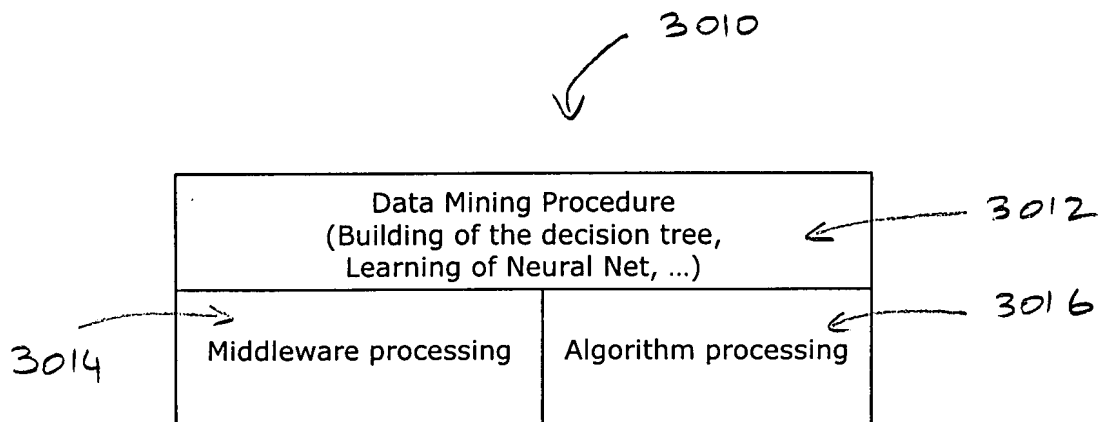 3010
Data Mining Procedure
(Building of the decision tree,
Learning of Neural Net, ...)
3012
3014
Middleware processing
Algorithm processing
3016